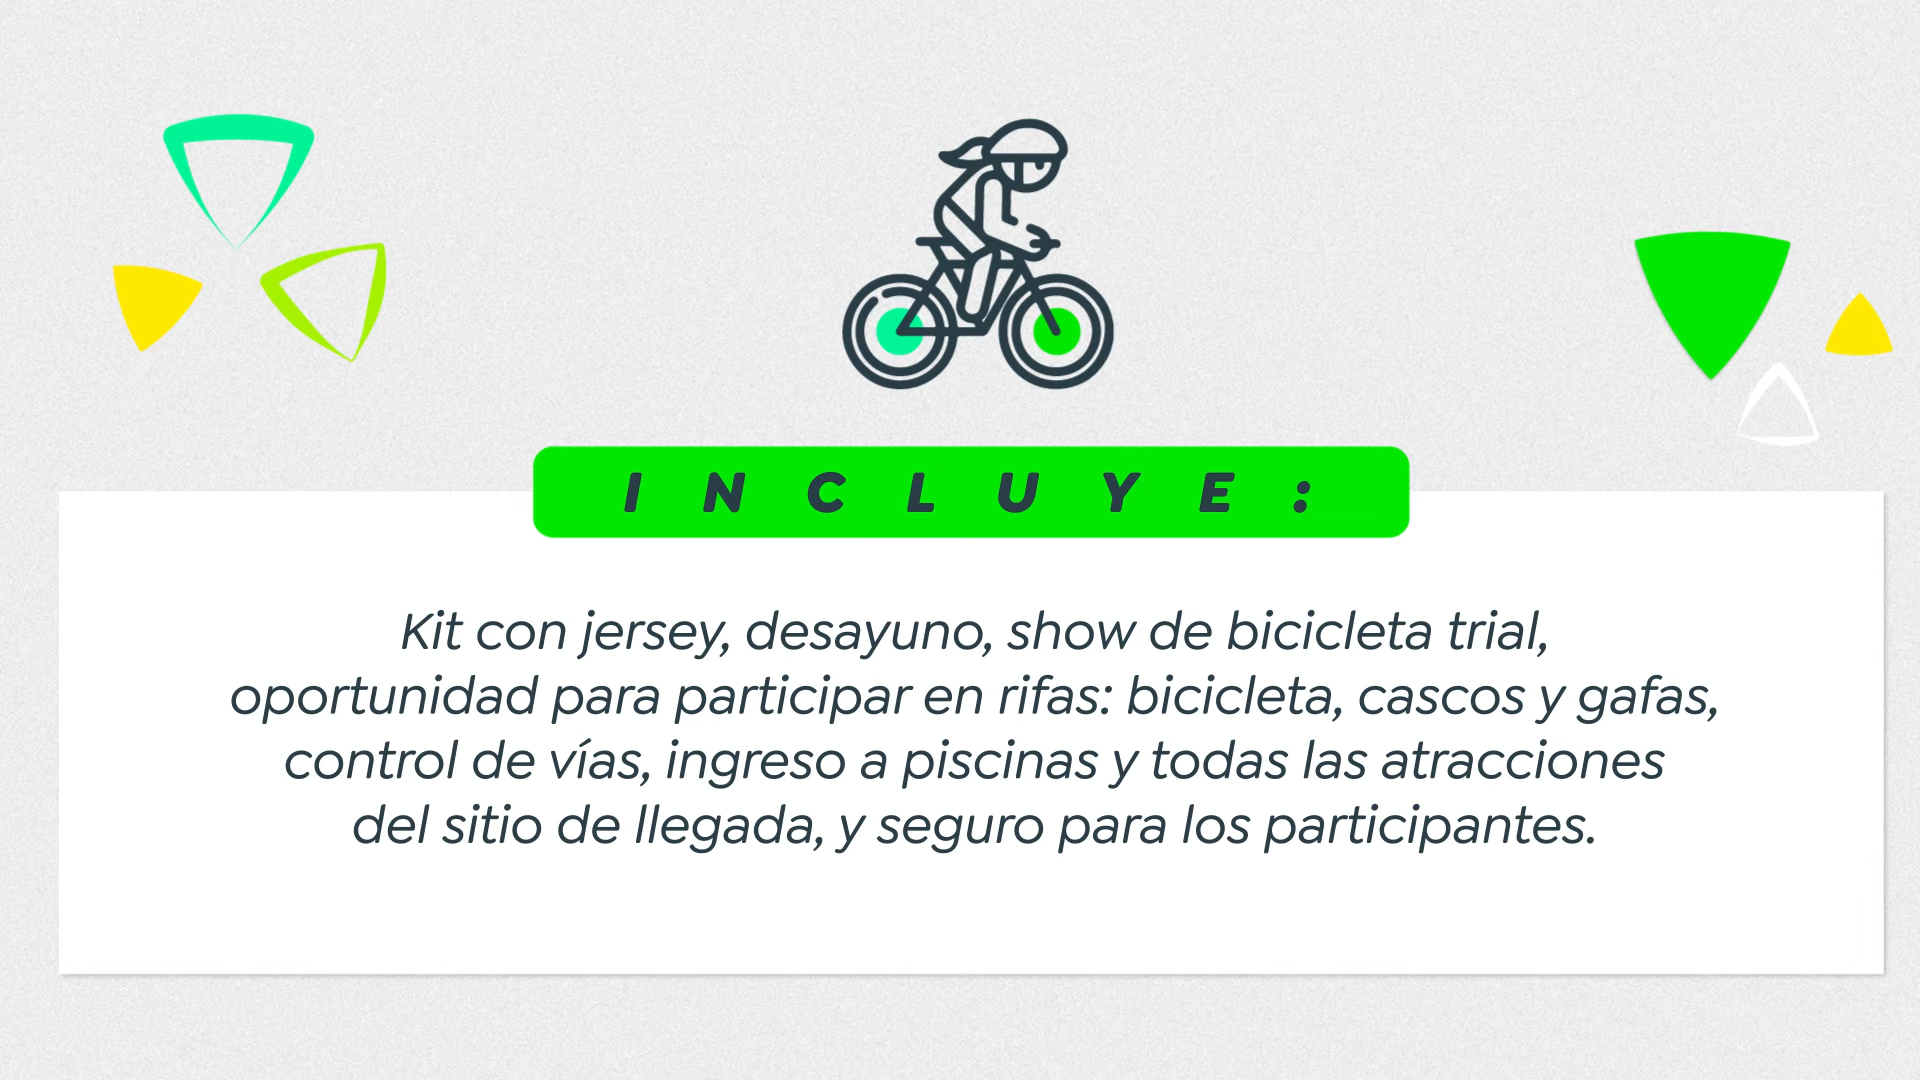 INCLUYE:
Kit con jersey, desayuno, show de bicicleta trial,
oportunidad para participar en rifas: bicicleta, cascos y gafas,
control de vías, ingreso a piscinas y todas las atracciones
del sitio de llegada, y seguro para los participantes.